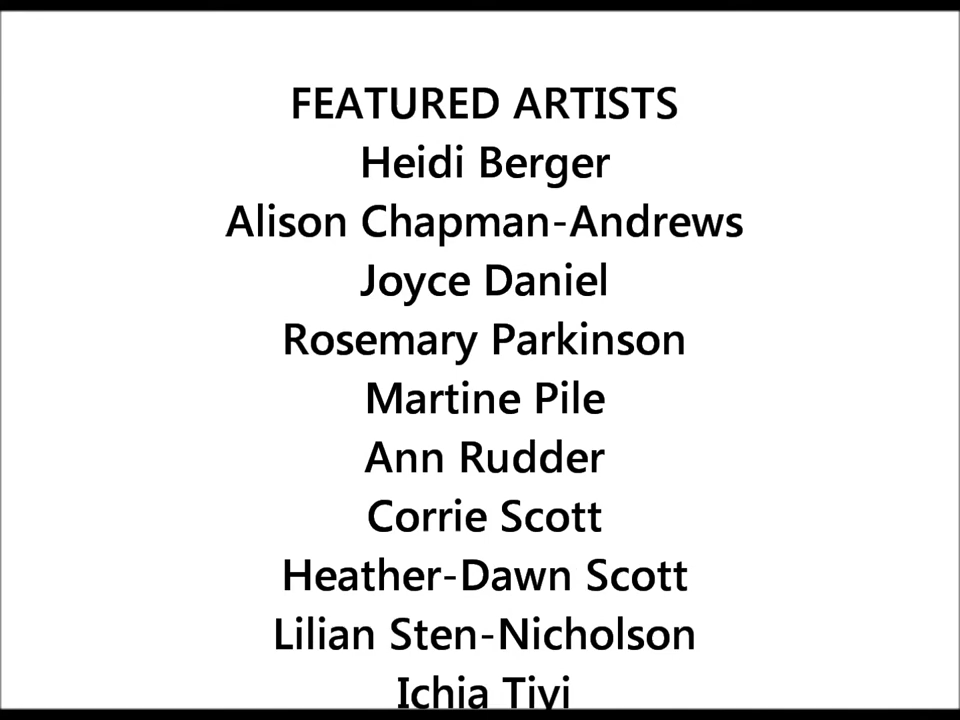 FEATURED ARTISTS
Heidi Berger
Alison Chapman-Andrews
Joyce Daniel
Rosemary Parkinson
Martine Pile
Ann Rudder
Corrie Scott
Heather-Dawn Scott
Lilian Sten-Nicholson
Ichia Tiyi